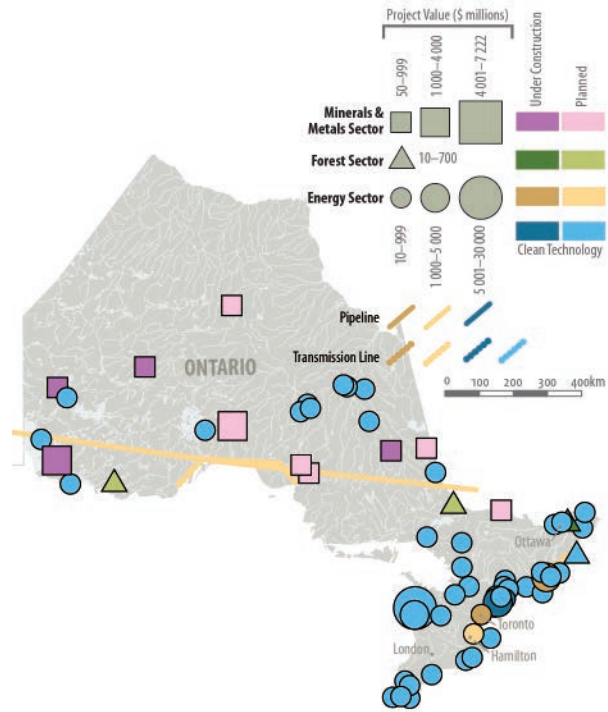 Project Value ($ millions)
50–999
1 000–4 000
4 001–7 222
Under Construction
Planned
Minerals &
Metals Sector
Forest Sector
10–700
Energy Sector
10–999
1 000–5 000
5 001–30 000
Clean Technology
Pipeline
Transmission Line
0 100 200 300 400km
ONTARIO
Ottawa
Toronto
Hamilton
London